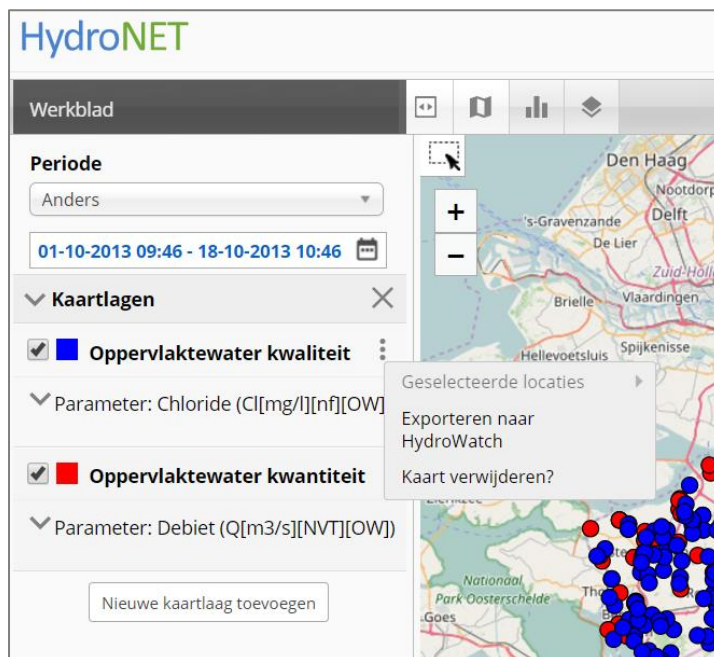 HydroNET
Werkblad
Periode
Anders
01-10-2013 09:46 - 18-10-2013 10:46
Kaartlagen
Oppervlaktewater kwaliteit
Parameter: Chloride (Cl[mg/l][nf][OW]
Oppervlaktewater kwantiteit
Parameter: Debiet (Q[m3/s][NVT][OW])
Nieuwe kaartlaag toevoegen
Geselecteerde locaties
Exporteren naar
HydroWatch
Kaart verwijderen?
+
−
Den Haag
Nootdorp
's-Gravenzande
Delft
De Lier
Zuid-Holl
Brielle
Vlaardingen
Hellevoetsluis
Spijkenisse
Nationaal
Park Oosterschelde
Goes